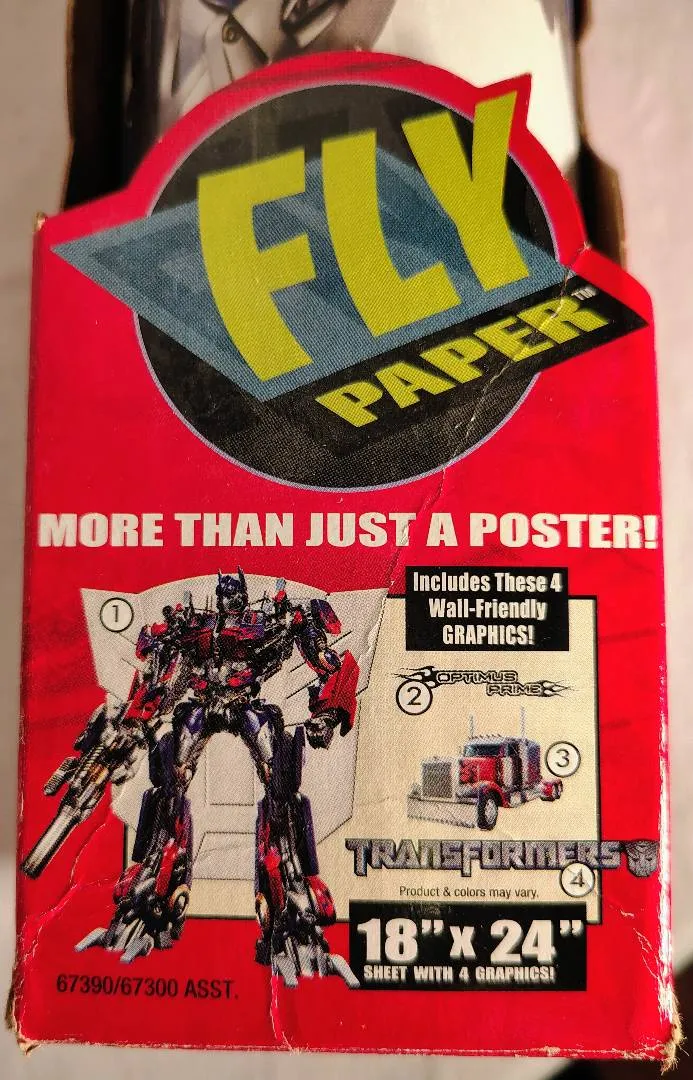 FLY
PAPER™
MORE THAN JUST A POSTER!
Includes These 4
Wall-Friendly
GRAPHICS!
1
OPTIMUS
PRIME
2
3
TRANSFORMERS
4
Product & colors may vary.
18” x 24”
SHEET WITH 4 GRAPHICS!
67390/67300 ASST.